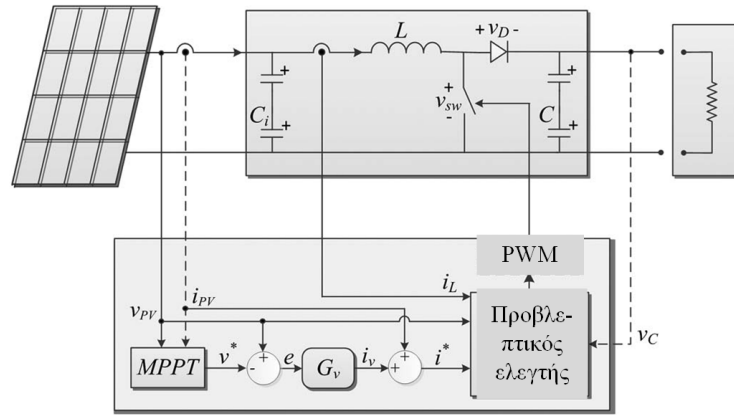 + v_D -
L
+
C_i
+
+
v_sw
-
+
C
+
PWM
i_L
i_PV
v_PV
Προβλε-
πτικός
ελεγτής
v_C
MPPT
v*
+
-
e
G_v
i_v
+
+
i*